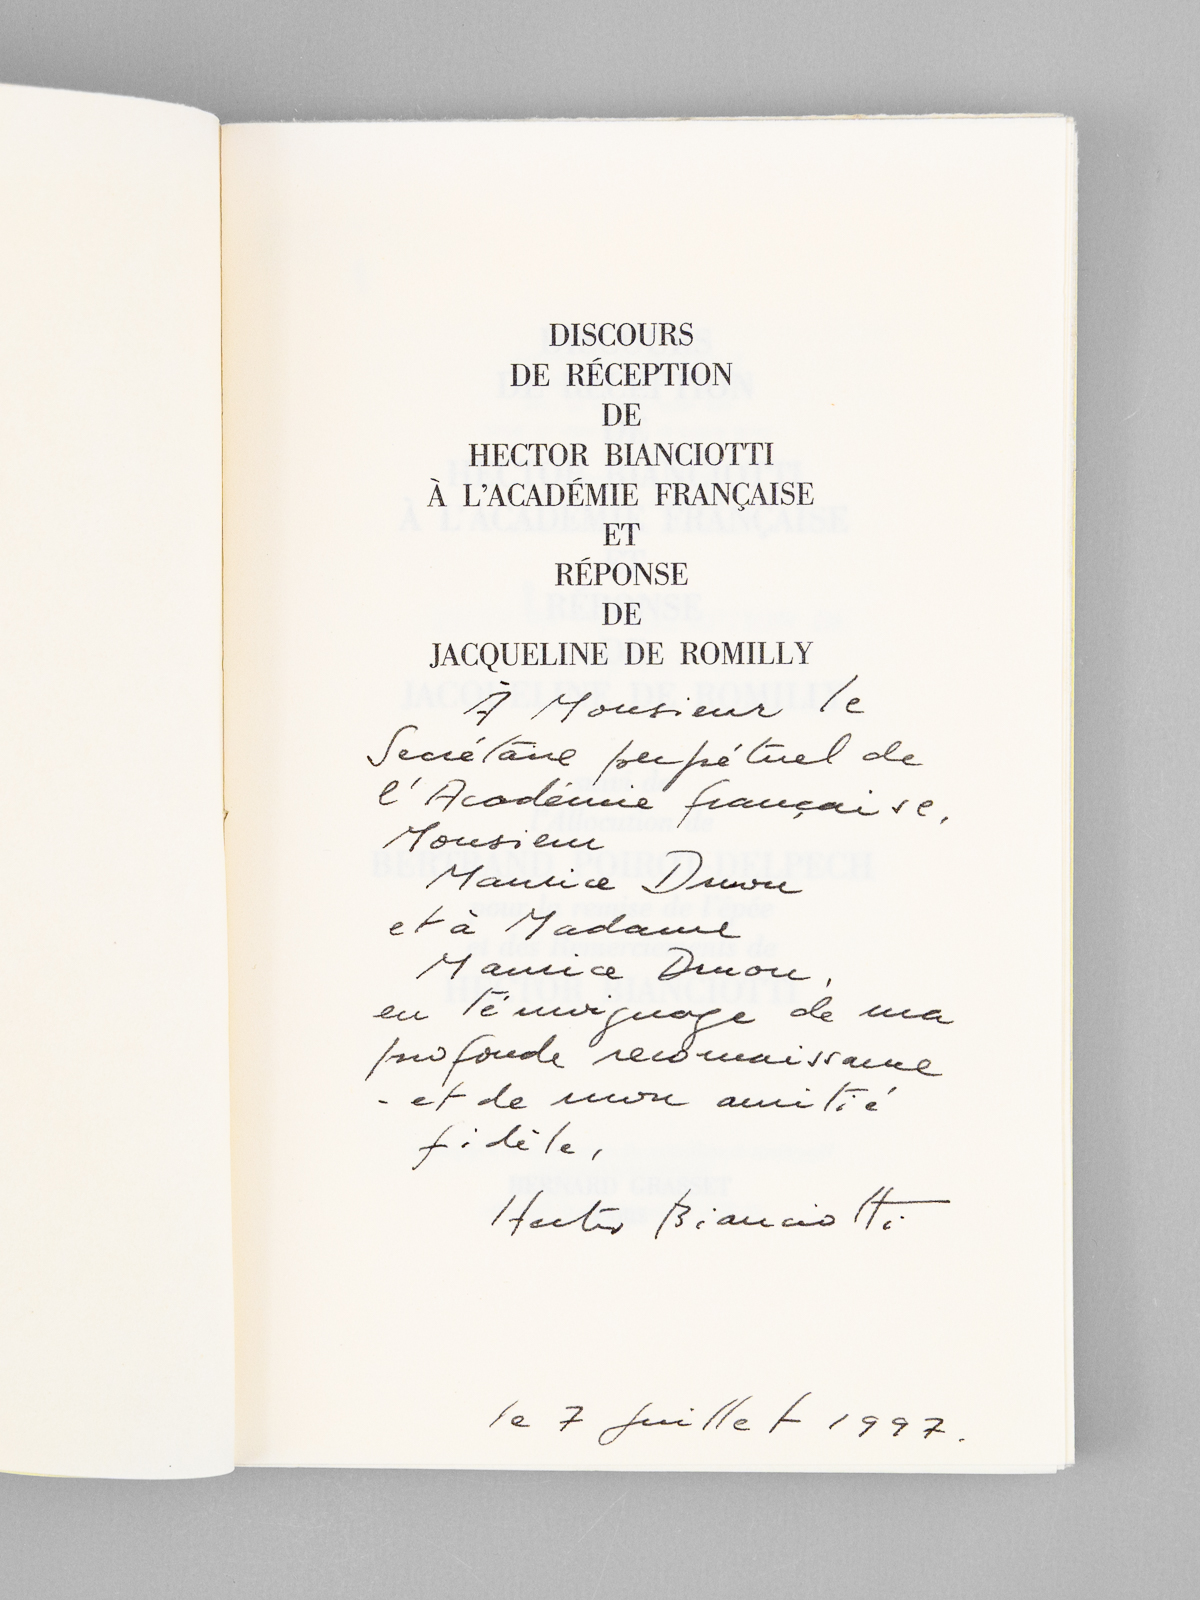 DISCOURS
DE RÉCEPTION
DE
HECTOR BIANCIOTTI
À L'ACADÉMIE FRANÇAISE
ET
RÉPONSE
DE
JACQUELINE DE ROMILLY
À Monsieur le
Secrétaire perpétuel de
l'Académie française,
Monsieur
Maurice Druon
et à Madame
Maurice Druon,
en témoignage de ma
profonde reconnaissance
- et de mon amitié
fidèle,
Hector Bianciotti
le 7 juillet 1997.